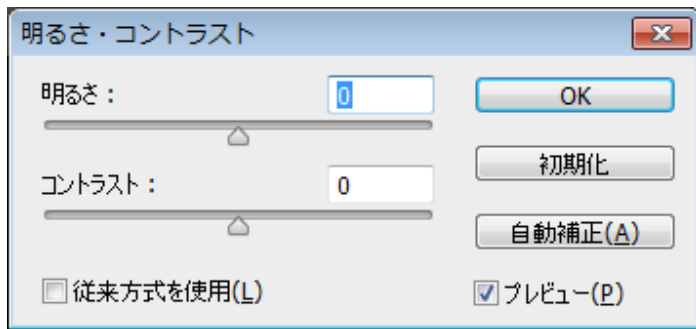 明るさ・コントラスト
明るさ：
0
OK
初期化
コントラスト：
0
自動補正(A)
従来方式を使用(L)
プレビュー(P)